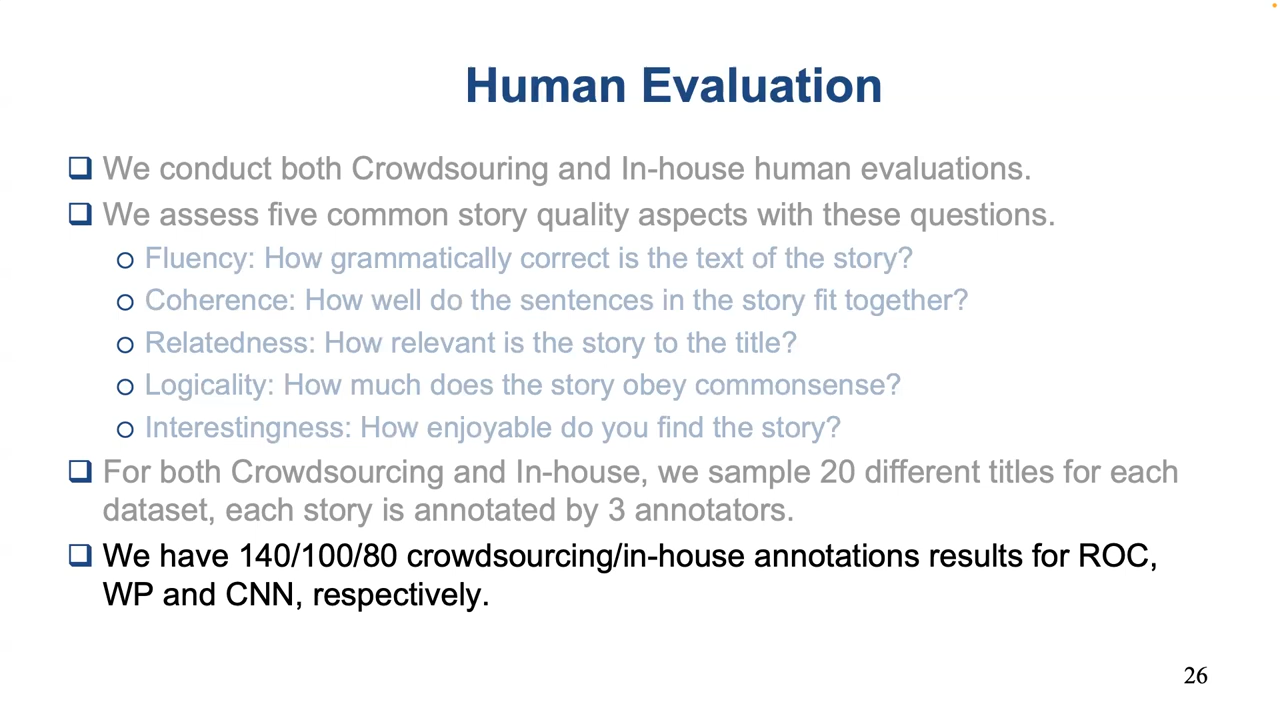 Human Evaluation
We conduct both Crowdsouring and In-house human evaluations.
We assess five common story quality aspects with these questions.
Fluency: How grammatically correct is the text of the story?
Coherence: How well do the sentences in the story fit together?
Relatedness: How relevant is the story to the title?
Logicality: How much does the story obey commonsense?
Interestingness: How enjoyable do you find the story?
For both Crowdsourcing and In-house, we sample 20 different titles for each
dataset, each story is annotated by 3 annotators.
We have 140/100/80 crowdsourcing/in-house annotations results for ROC,
WP and CNN, respectively.
26